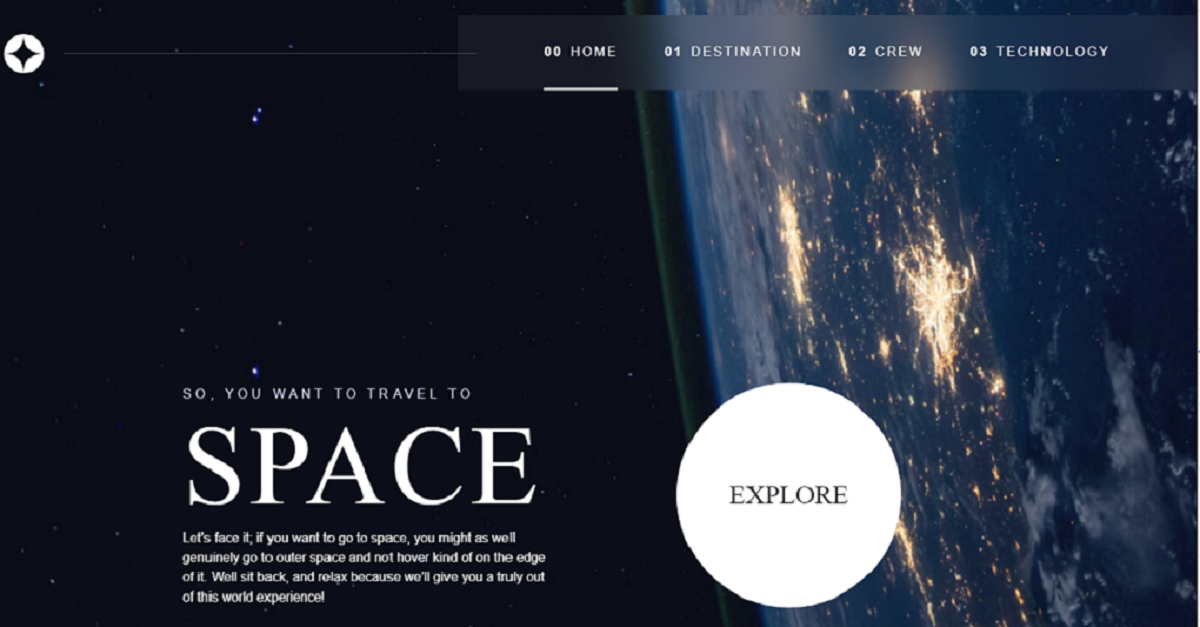 00 HOME 01 DESTINATION 02 CREW 03 TECHNOLOGY
SO, YOU WANT TO TRAVEL TO
SPACE
Let's face it; if you want to go to space, you might as well
genuinely go to outer space and not hover kind of on the edge
of it. Well sit back, and relax because we'll give you a truly out
of this world experience!
EXPLORE